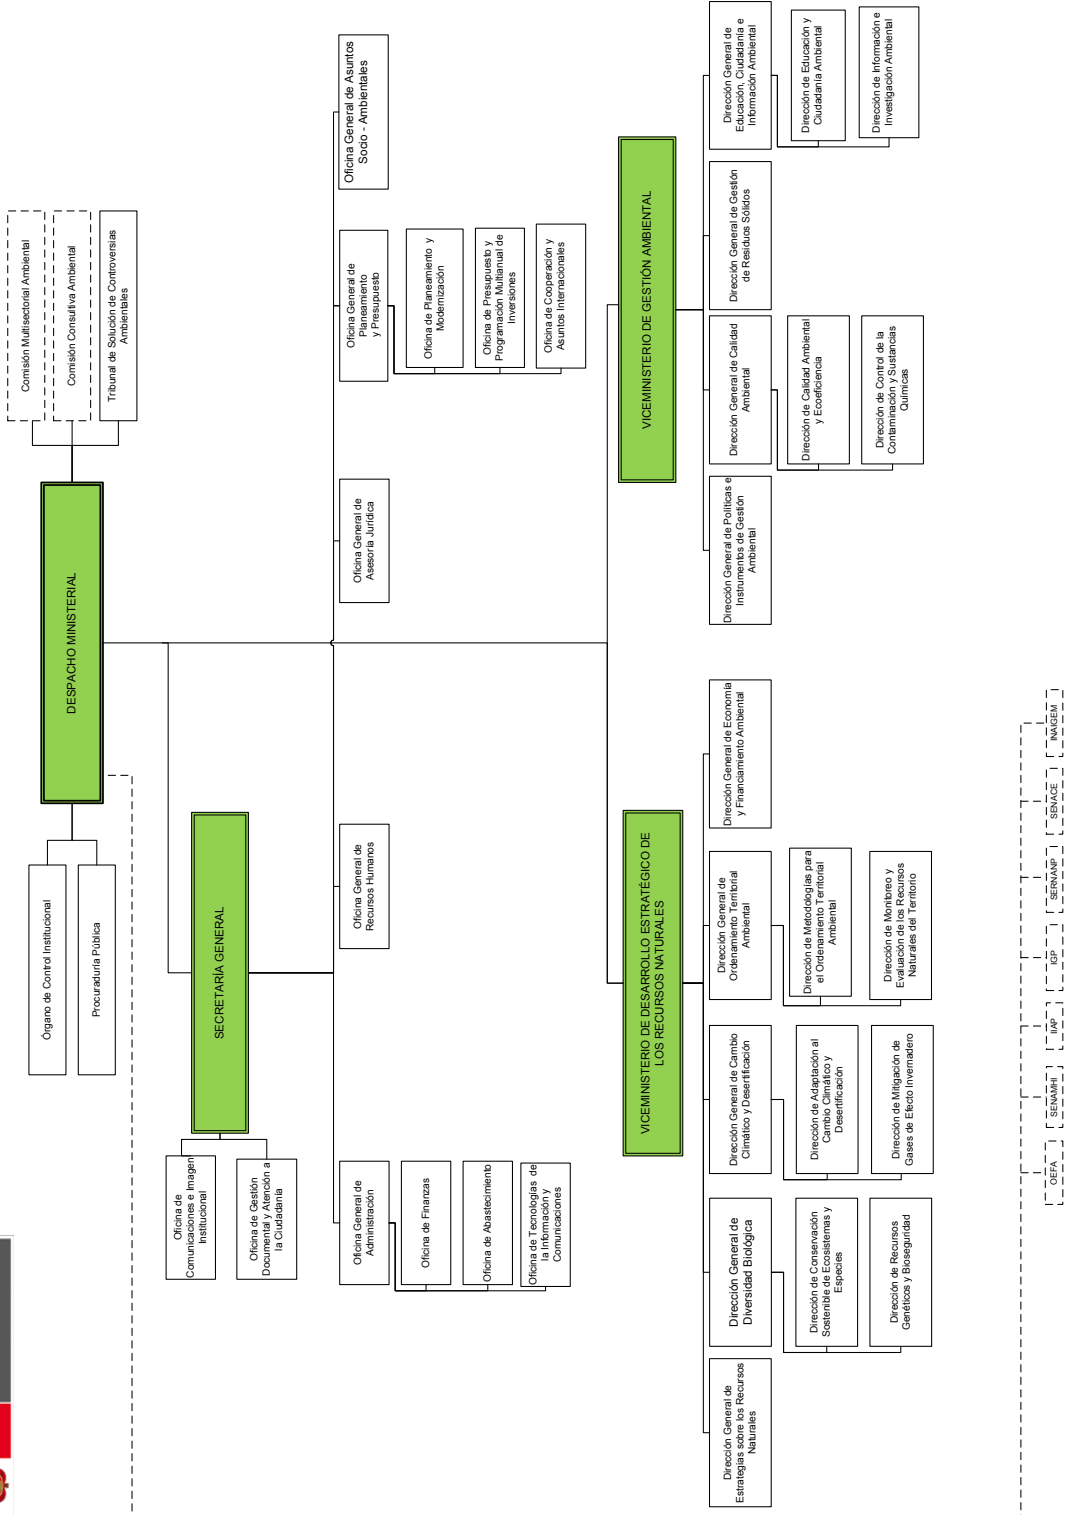 Comisión Multisectorial Ambiental
Comisión Consultiva Ambiental
Tribunal de Solución de Controversias
Ambientales
DESPACHO MINISTERIAL
Órgano de Control Institucional
Procuraduría Pública
SECRETARÍA GENERAL
Oficina de
Comunicaciones e Imagen
Institucional
Oficina de Gestión
Documental y Atención a
la Ciudadanía
Oficina General de
Administración
Oficina de Finanzas
Oficina de Abastecimiento
Oficina de Tecnologías de
la Información y
Comunicaciones
Oficina General de
Recursos Humanos
Oficina General de
Asesoría Jurídica
Oficina General de
Planeamiento
y Presupuesto
Oficina de Planeamiento y
Modernización
Oficina de Presupuesto y
Programación Multianual de
Inversiones
Oficina de Cooperación y
Asuntos Internacionales
Oficina General de Asuntos
Socio - Ambientales
VICEMINISTERIO DE DESARROLLO ESTRATÉGICO DE
LOS RECURSOS NATURALES
Dirección General de
Estrategias sobre los Recursos
Naturales
Dirección General de
Diversidad Biológica
Dirección de Conservación
Sostenible de Ecosistemas y
Especies
Dirección de Recursos
Genéticos y Bioseguridad
Dirección General de Cambio
Climático y Desertificación
Dirección de Adaptación al
Cambio Climático y
Desertificación
Dirección de Mitigación de
Gases de Efecto Invernadero
Dirección General de
Ordenamiento Territorial
Ambiental
Dirección de Metodologías para
el Ordenamiento Territorial
Ambiental
Dirección de Monitoreo y
Evaluación de los Recursos
Naturales del Territorio
Dirección General de Economía
y Financiamiento Ambiental
VICEMINISTERIO DE GESTIÓN AMBIENTAL
Dirección General de Políticas e
Instrumentos de Gestión
Ambiental
Dirección General de Calidad
Ambiental
Dirección de Calidad Ambiental
y Ecoeficiencia
Dirección de Control de la
Contaminación y Sustancias
Químicas
Dirección General de Gestión
de Residuos Sólidos
Dirección General de
Educación, Ciudadanía e
Información Ambiental
Dirección de Educación y
Ciudadanía Ambiental
Dirección de Información e
Investigación Ambiental
OEFA
SENAMHI
IIAP
IGP
SERNANP
SENACE
INAIGEM